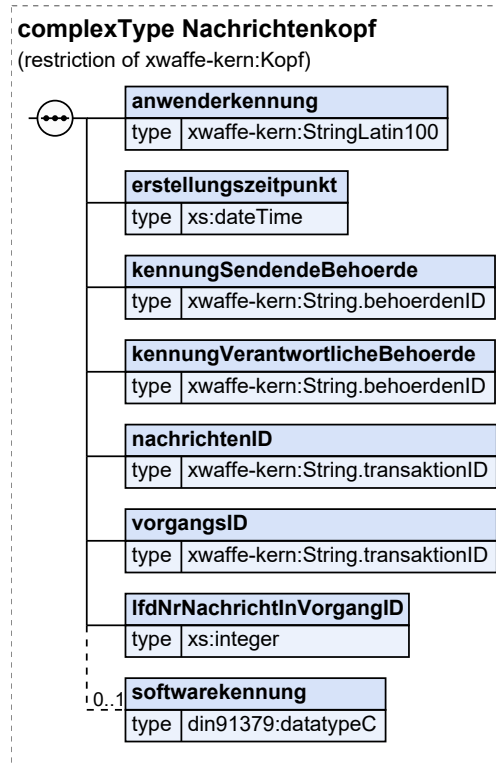 complexType Nachrichtenkopf
(restriction of xwaffe-kern:Kopf)
anwenderkennung
type xwaffe-kern:StringLatin100
erstellungszeitpunkt
type xs:dateTime
kennungSendendeBehoerde
type xwaffe-kern:String.behoerdenID
kennungVerantwortlicheBehoerde
type xwaffe-kern:String.behoerdenID
nachrichtenID
type xwaffe-kern:String.transaktionID
vorgangsID
type xwaffe-kern:String.transaktionID
lfdNrNachrichtInVorgangID
type xs:integer
0..1 softwarekennung
type din91379:datatypeC